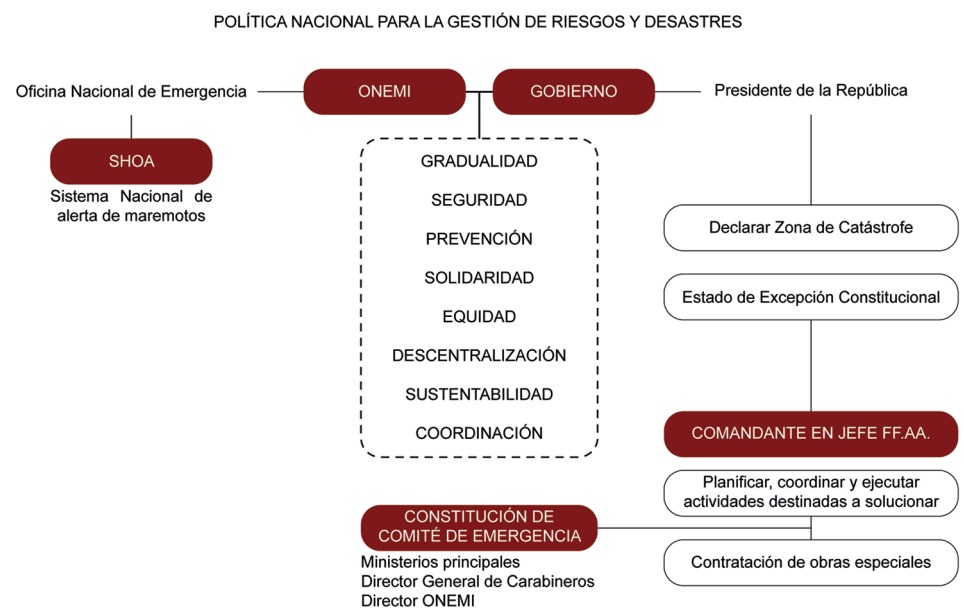 POLÍTICA NACIONAL PARA LA GESTIÓN DE RIESGOS Y DESASTRES
Oficina Nacional de Emergencia
ONEMI
GOBIERNO
Presidente de la República
SHOA
Sistema Nacional de
alerta de maremotos
GRADUALIDAD
SEGURIDAD
PREVENCIÓN
SOLIDARIDAD
EQUIDAD
DESCENTRALIZACIÓN
SUSTENTABILIDAD
COORDINACIÓN
Declarar Zona de Catástrofe
Estado de Excepción Constitucional
COMANDANTE EN JEFE FF.AA.
Planificar, coordinar y ejecutar
actividades destinadas a solucionar
CONSTITUCIÓN DE
COMITÉ DE EMERGENCIA
Ministerios principales
Director General de Carabineros
Director ONEMI
Contratación de obras especiales